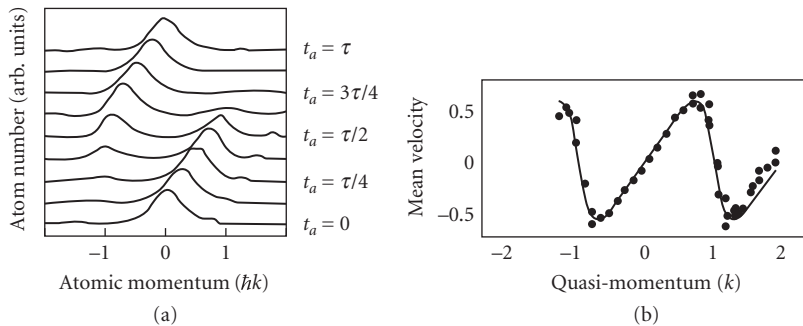 Atom number (arb. units)
t_a = τ
t_a = 3τ/4
t_a = τ/2
t_a = τ/4
t_a = 0
−1 0 1
Atomic momentum (ħk)
(a)
Mean velocity
0.5
0
−0.5
−2 −1 0 1 2
Quasi-momentum (k)
(b)